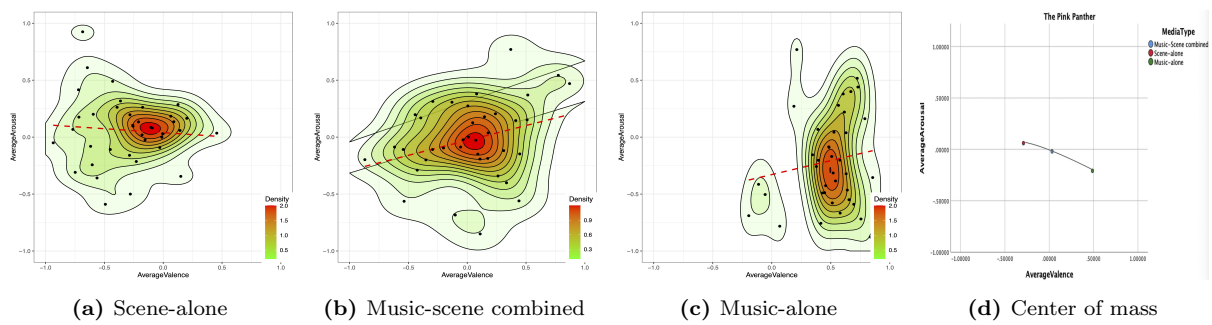 1.0
0.5
0.0
0.5
-1.0
AverageArousal
-1.0 -0.5 0.0 0.5 1.0
AverageValence
Density
2.0
1.5
1.0
0.5
1.0
0.5
0.0
-0.5
-1.0
AverageArousal
-1.0 -0.5 0.0 0.5 1.0
AverageValence
Density
0.9
0.6
0.3
1.0
0.5
0.0
0.5
-1.0
AverageArousal
-1.0 -0.5 0.0 0.5 1.0
AverageValence
Density
2.0
1.5
1.0
0.5
The Pink Panther
MediaType
Music-Scene combined
Scene-alone
Music-alone
1.00000
.50000
.00000
-.50000
-1.00000
AverageArousal
-1.00000 -.50000 .00000 .50000 1.00000
AverageValence
(a) Scene-alone
(b) Music-scene combined
(c) Music-alone
(d) Center of mass